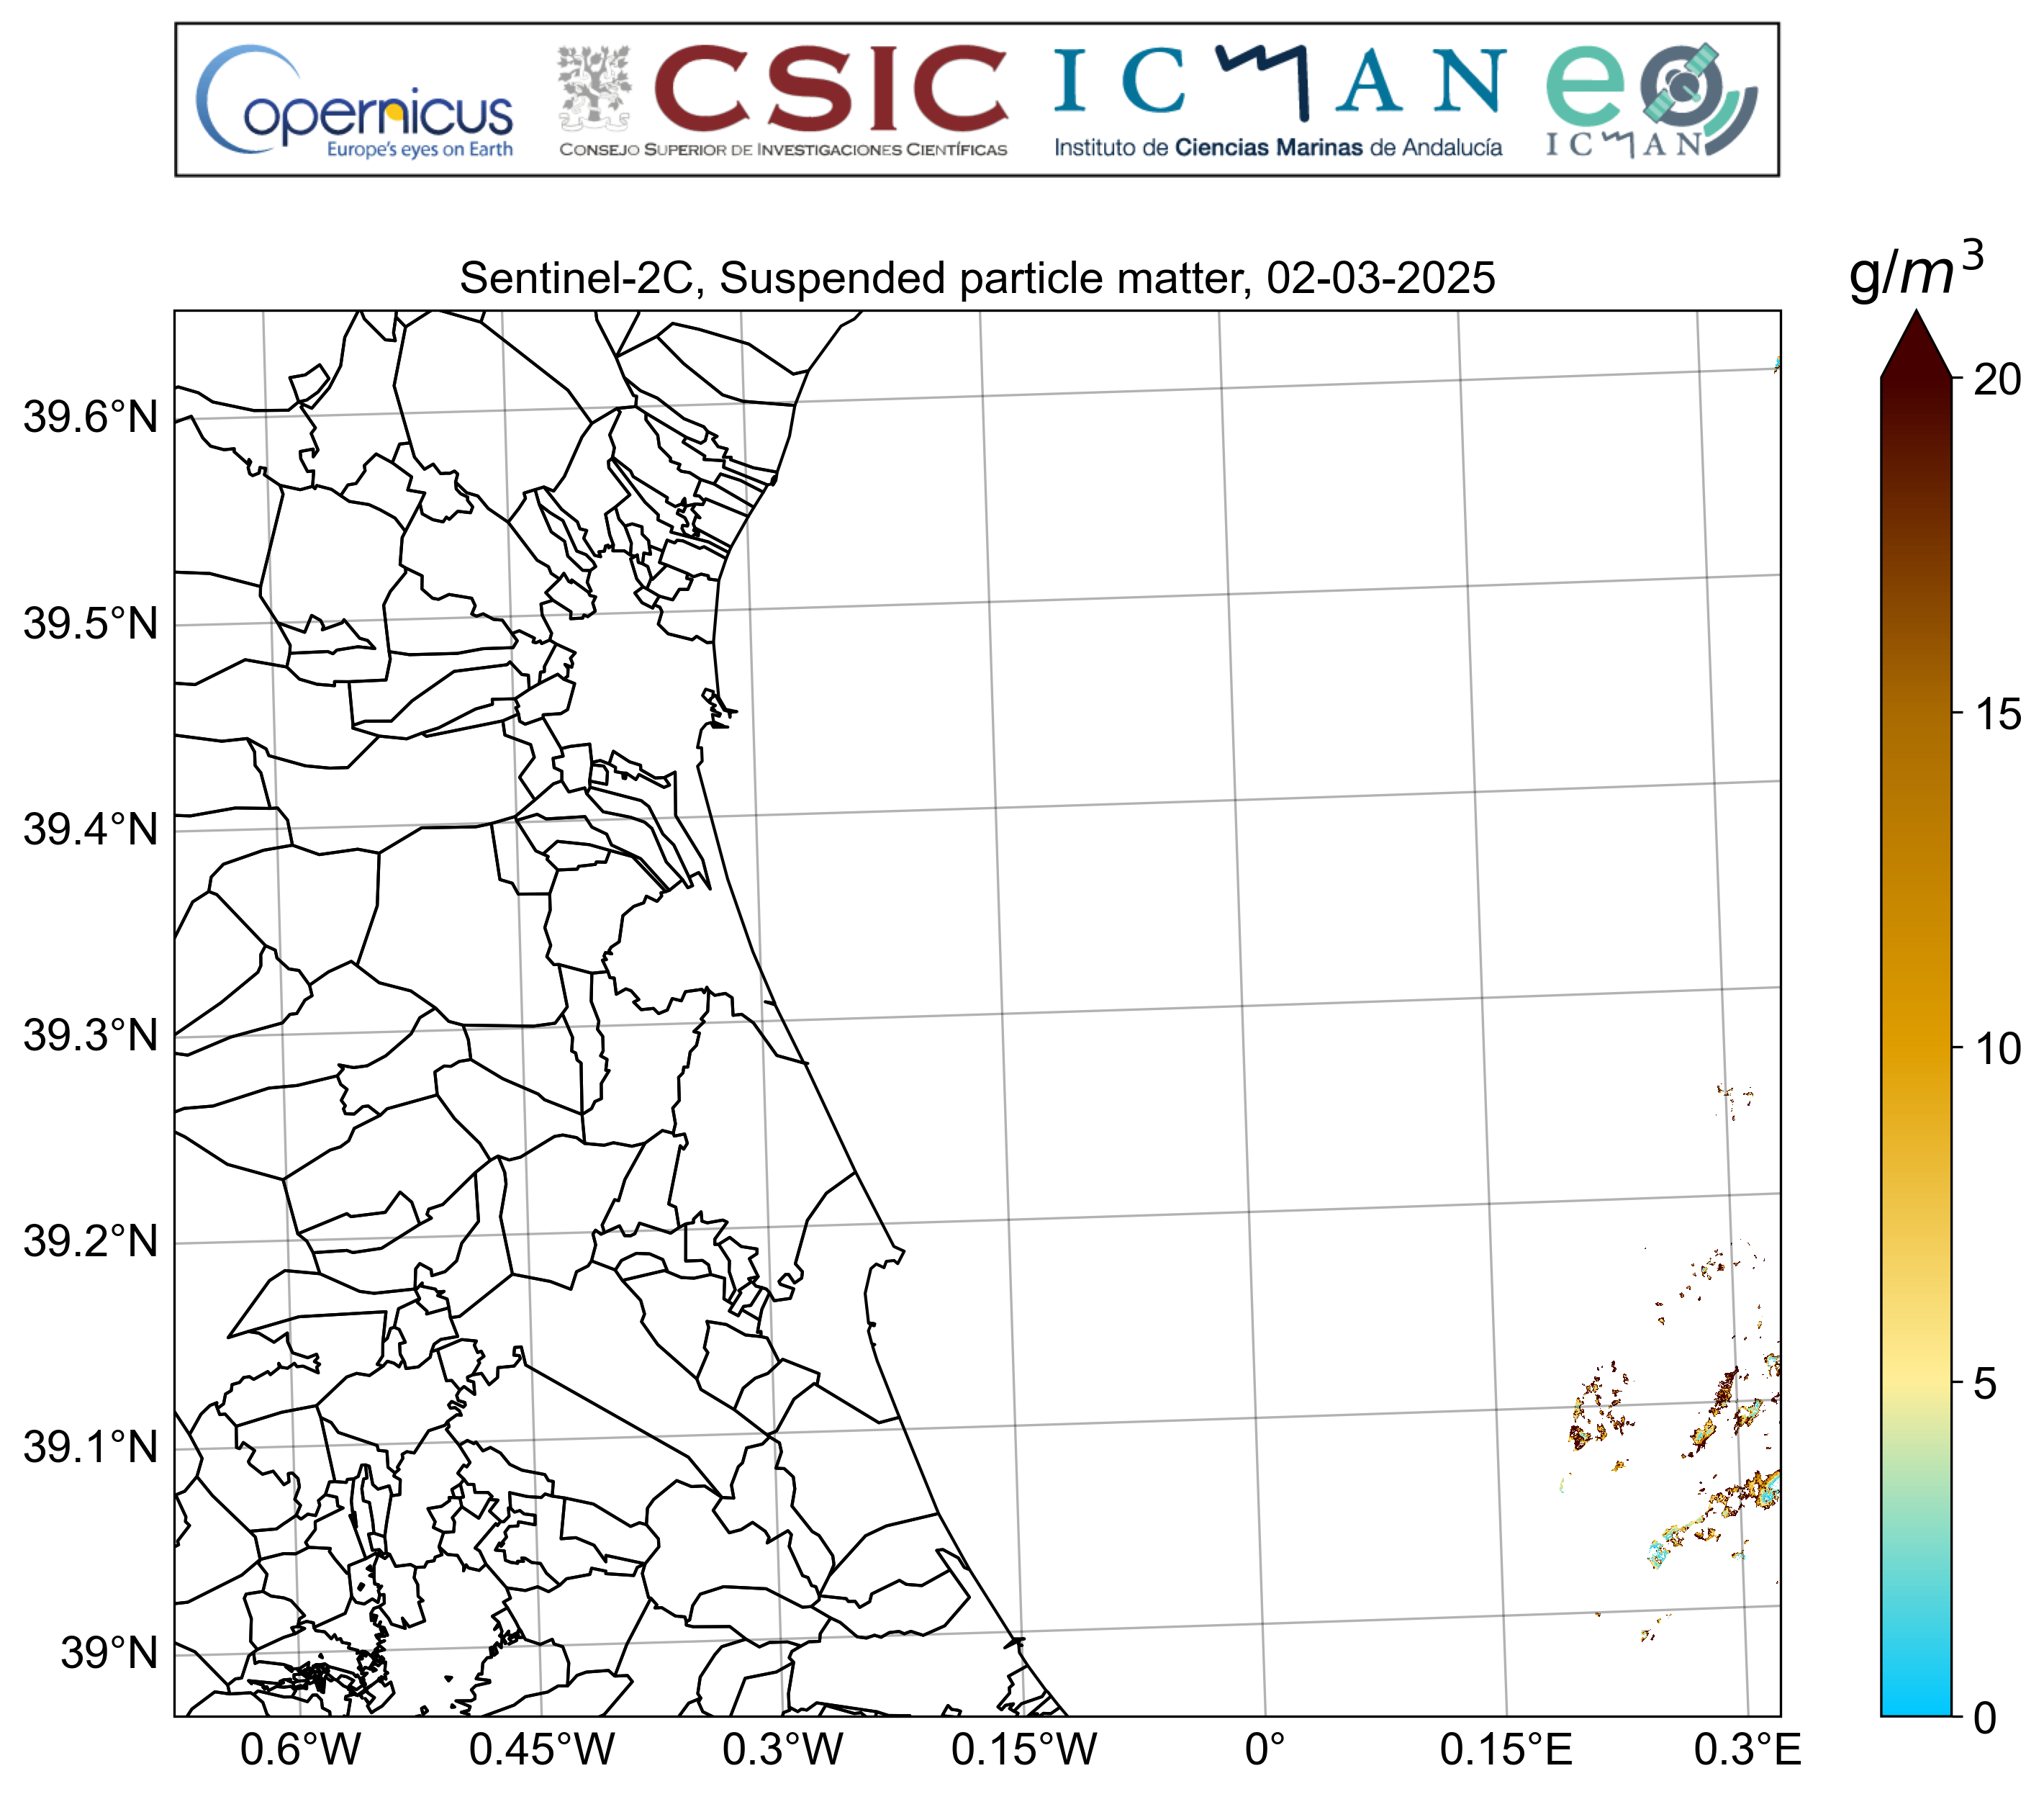 Copernicus
Europe's eyes on Earth
CSIC
CONSEJO SUPERIOR DE INVESTIGACIONES CIENTÍFICAS
ICMAN
Instituto de Ciencias Marinas de Andalucía
eo
ICMAN
Sentinel-2C, Suspended particle matter, 02-03-2025
g/m³
39.6°N
39.5°N
39.4°N
39.3°N
39.2°N
39.1°N
39°N
0.6°W
0.45°W
0.3°W
0.15°W
0°
0.15°E
0.3°E
20
15
10
5
0